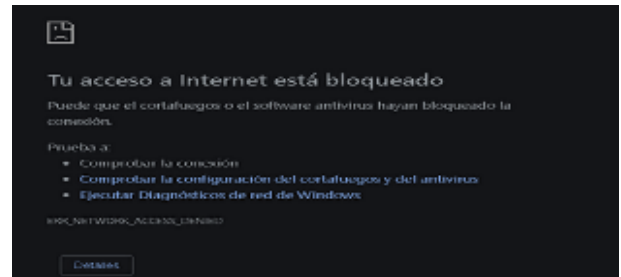 Tu acceso a Internet está bloqueado
Puede que el cortafuegos o el software antivirus hayan bloqueado la
conexión.
Prueba a:
Comprobar la conexión
Comprobar la configuración del cortafuegos y del antivirus
Ejecutar Diagnósticos de red de Windows
ERR_NETWORK_ACCESS_DENIED
Detalles